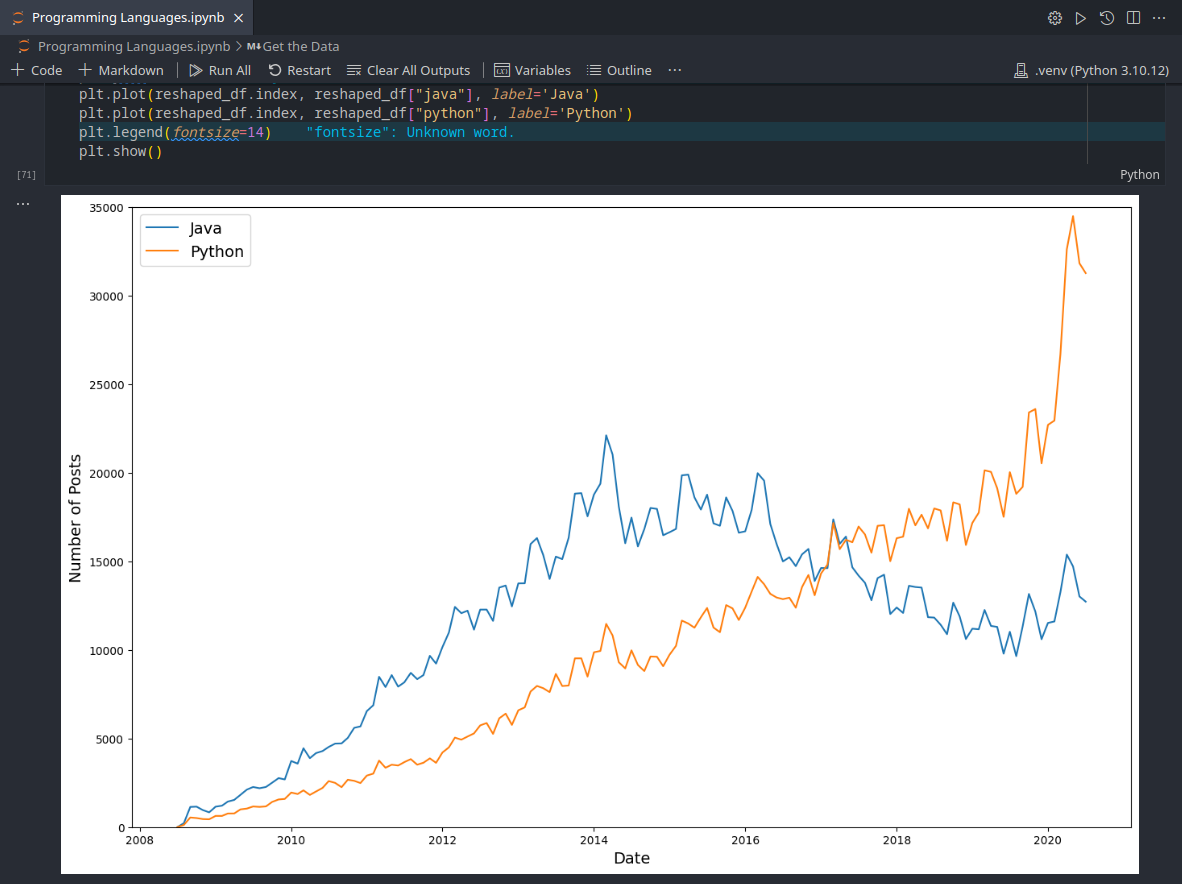 Programming Languages.ipynb
Programming Languages.ipynb > M↓Get the Data
+ Code + Markdown | Run All Restart Clear All Outputs | Variables Outline ... .venv (Python 3.10.12)
plt.plot(reshaped_df.index, reshaped_df["java"], label='Java')
plt.plot(reshaped_df.index, reshaped_df["python"], label='Python')
plt.legend(fontsize=14) "fontsize": Unknown word.
plt.show()
[71] Python
...
Java
Python
35000
30000
25000
20000
15000
10000
5000
0
Number of Posts
2008 2010 2012 2014 2016 2018 2020
Date